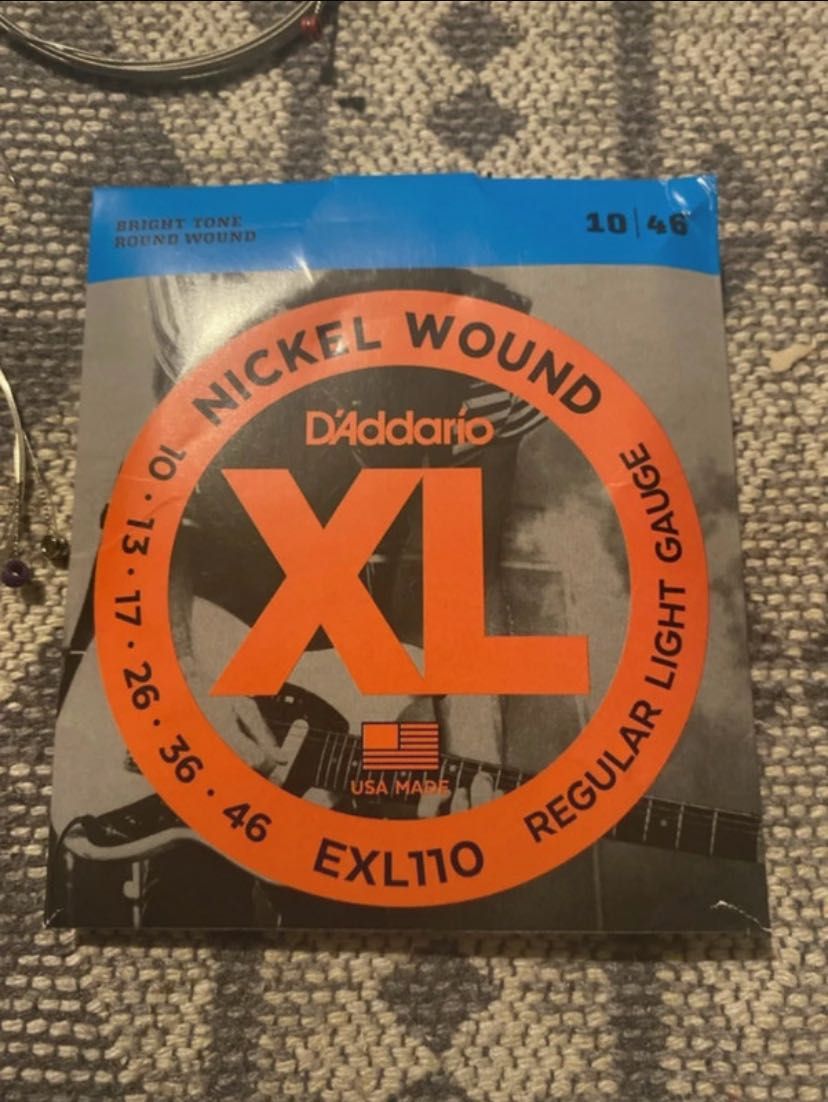 BRIGHT TONE
ROUND WOUND
10|46
NICKEL WOUND
D'Addario
XL
USA MADE
10 · 13 · 17 · 26 · 36 · 46
EXL110
REGULAR LIGHT GAUGE